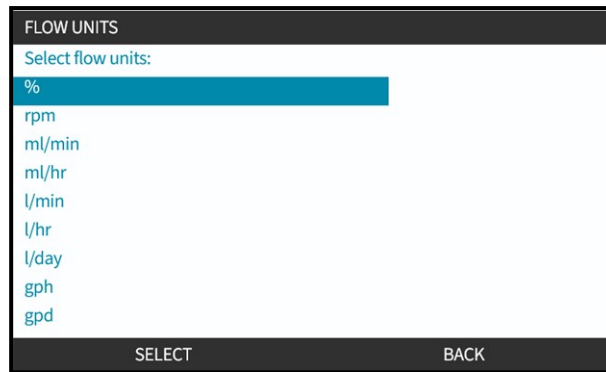 FLOW UNITS
Select flow units:
%
rpm
ml/min
ml/hr
l/min
l/hr
l/day
gph
gpd
SELECT BACK